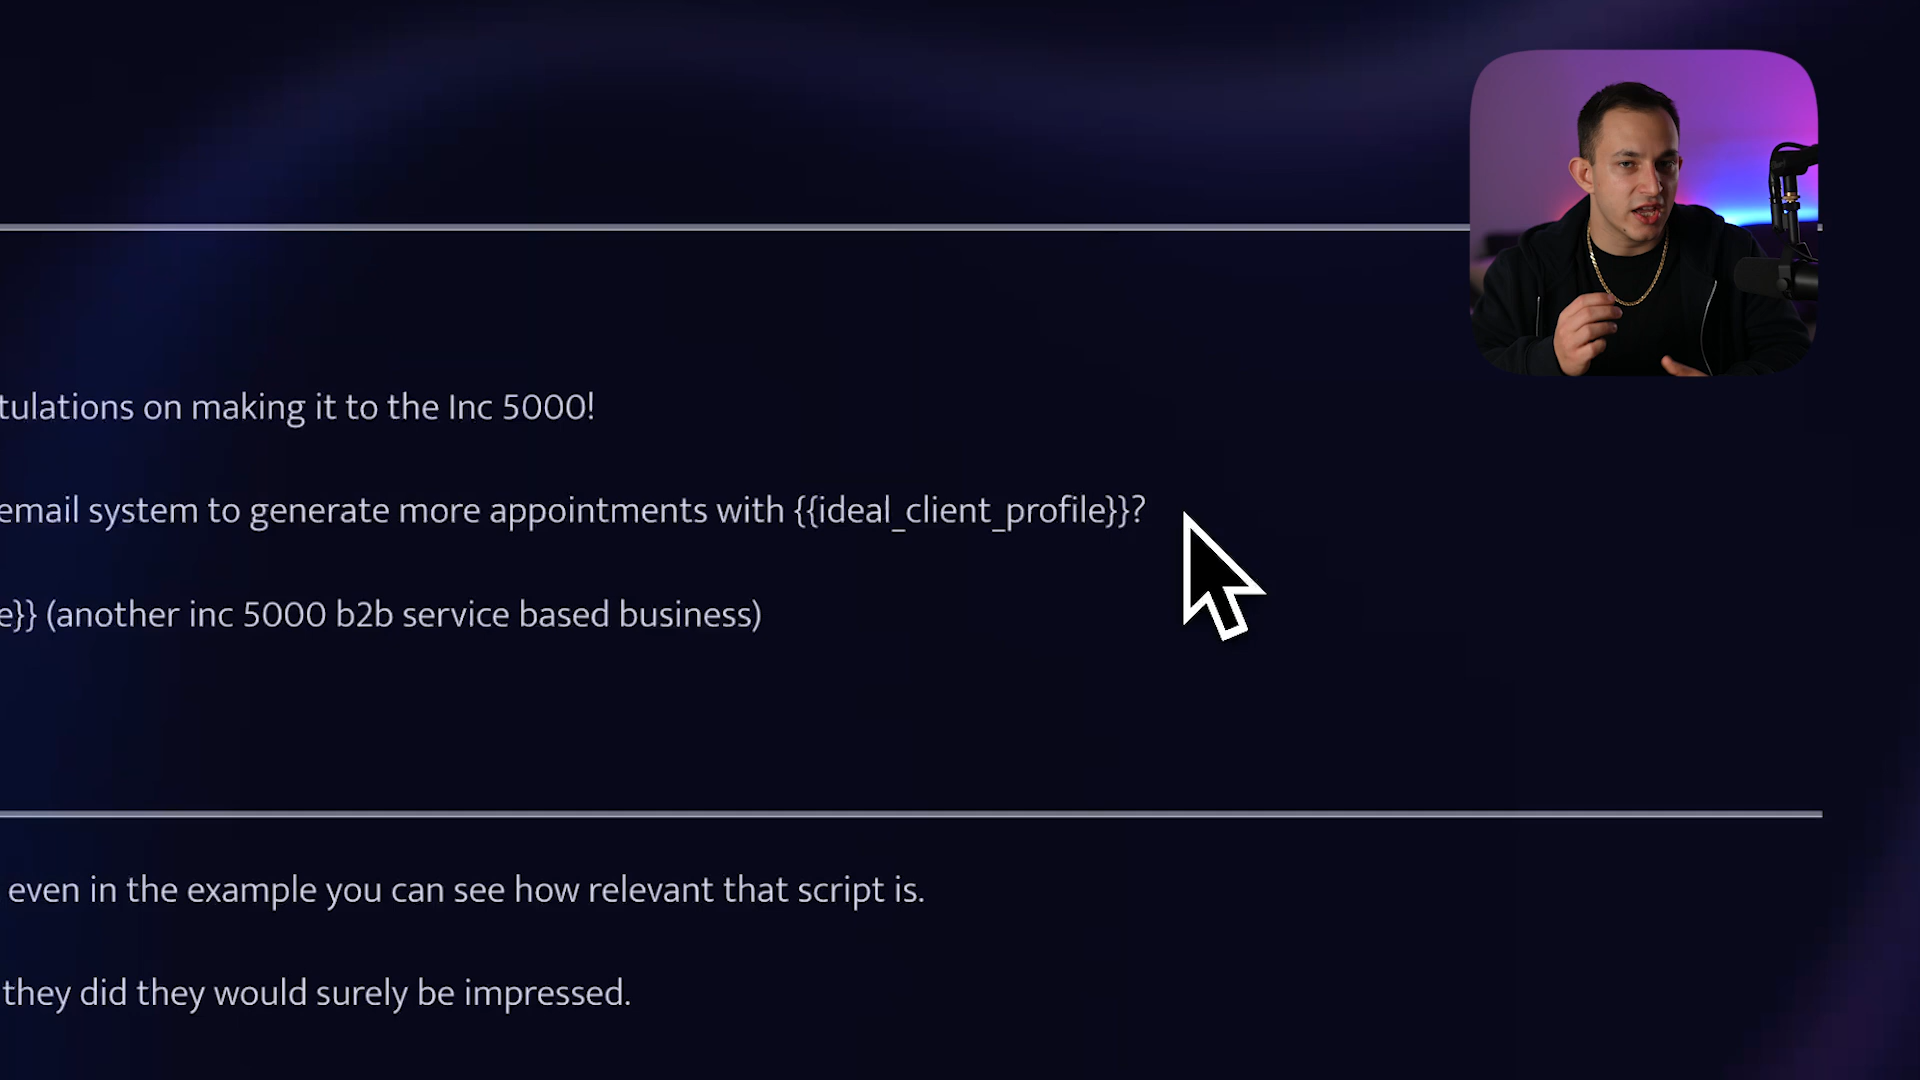 tulations on making it to the Inc 5000!
email system to generate more appointments with {{ideal_client_profile}}?
e}} (another inc 5000 b2b service based business)
even in the example you can see how relevant that script is.
they did they would surely be impressed.